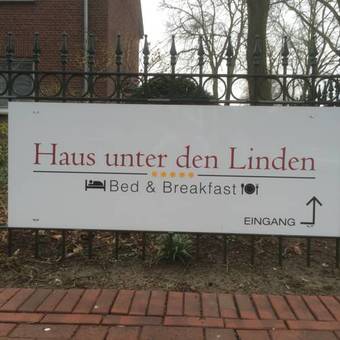 Haus unter den Linden
Bed & Breakfast
EINGANG